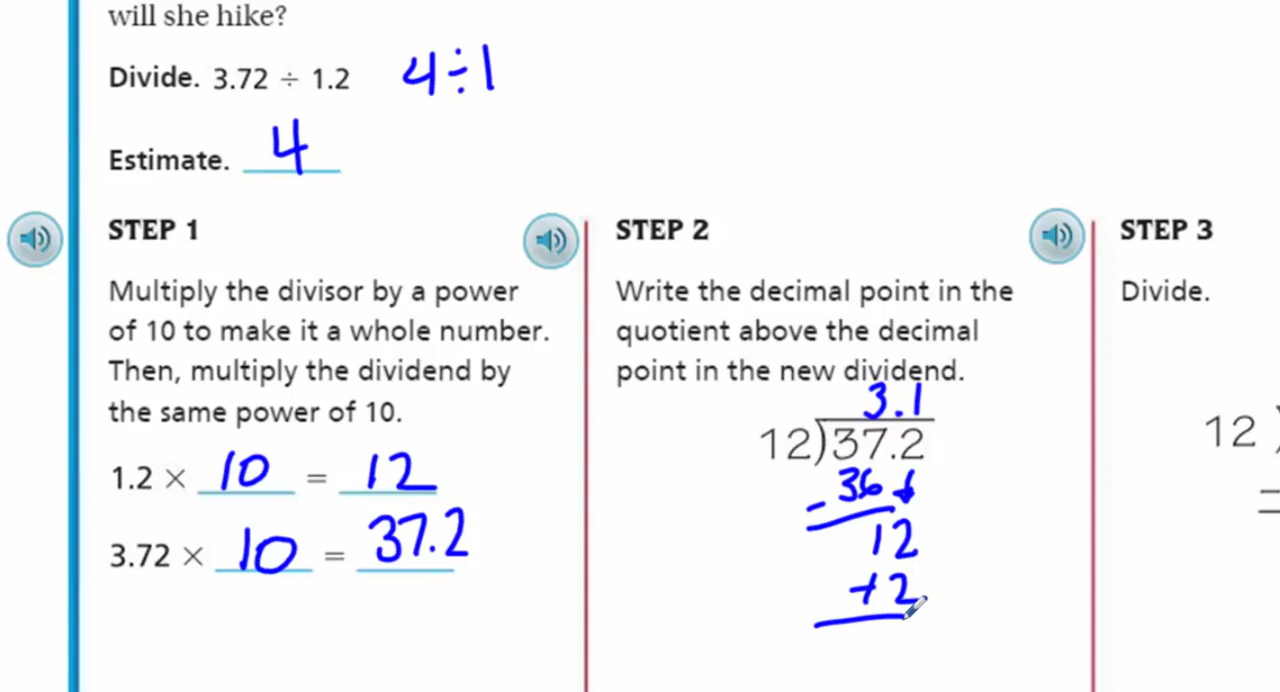 will she hike?
Divide. 3.72 ÷ 1.2 4÷1
Estimate. 4
STEP 1
Multiply the divisor by a power
of 10 to make it a whole number.
Then, multiply the dividend by
the same power of 10.
1.2 × 10 = 12
3.72 × 10 = 37.2
STEP 2
Write the decimal point in the
quotient above the decimal
point in the new dividend.
3.1
12)37.2
- 36
12
STEP 3
Divide.
12